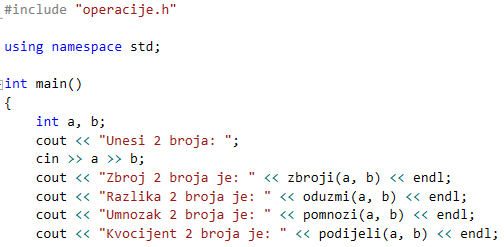 #include "operacije.h"
using namespace std;
int main()
{
int a, b;
cout << "Unesi 2 broja: ";
cin >> a >> b;
cout << "Zbroj 2 broja je: " << zbroji(a, b) << endl;
cout << "Razlika 2 broja je: " << oduzmi(a, b) << endl;
cout << "Umnozak 2 broja je: " << pomnozi(a, b) << endl;
cout << "Kvocijent 2 broja je: " << podijeli(a, b) << endl;